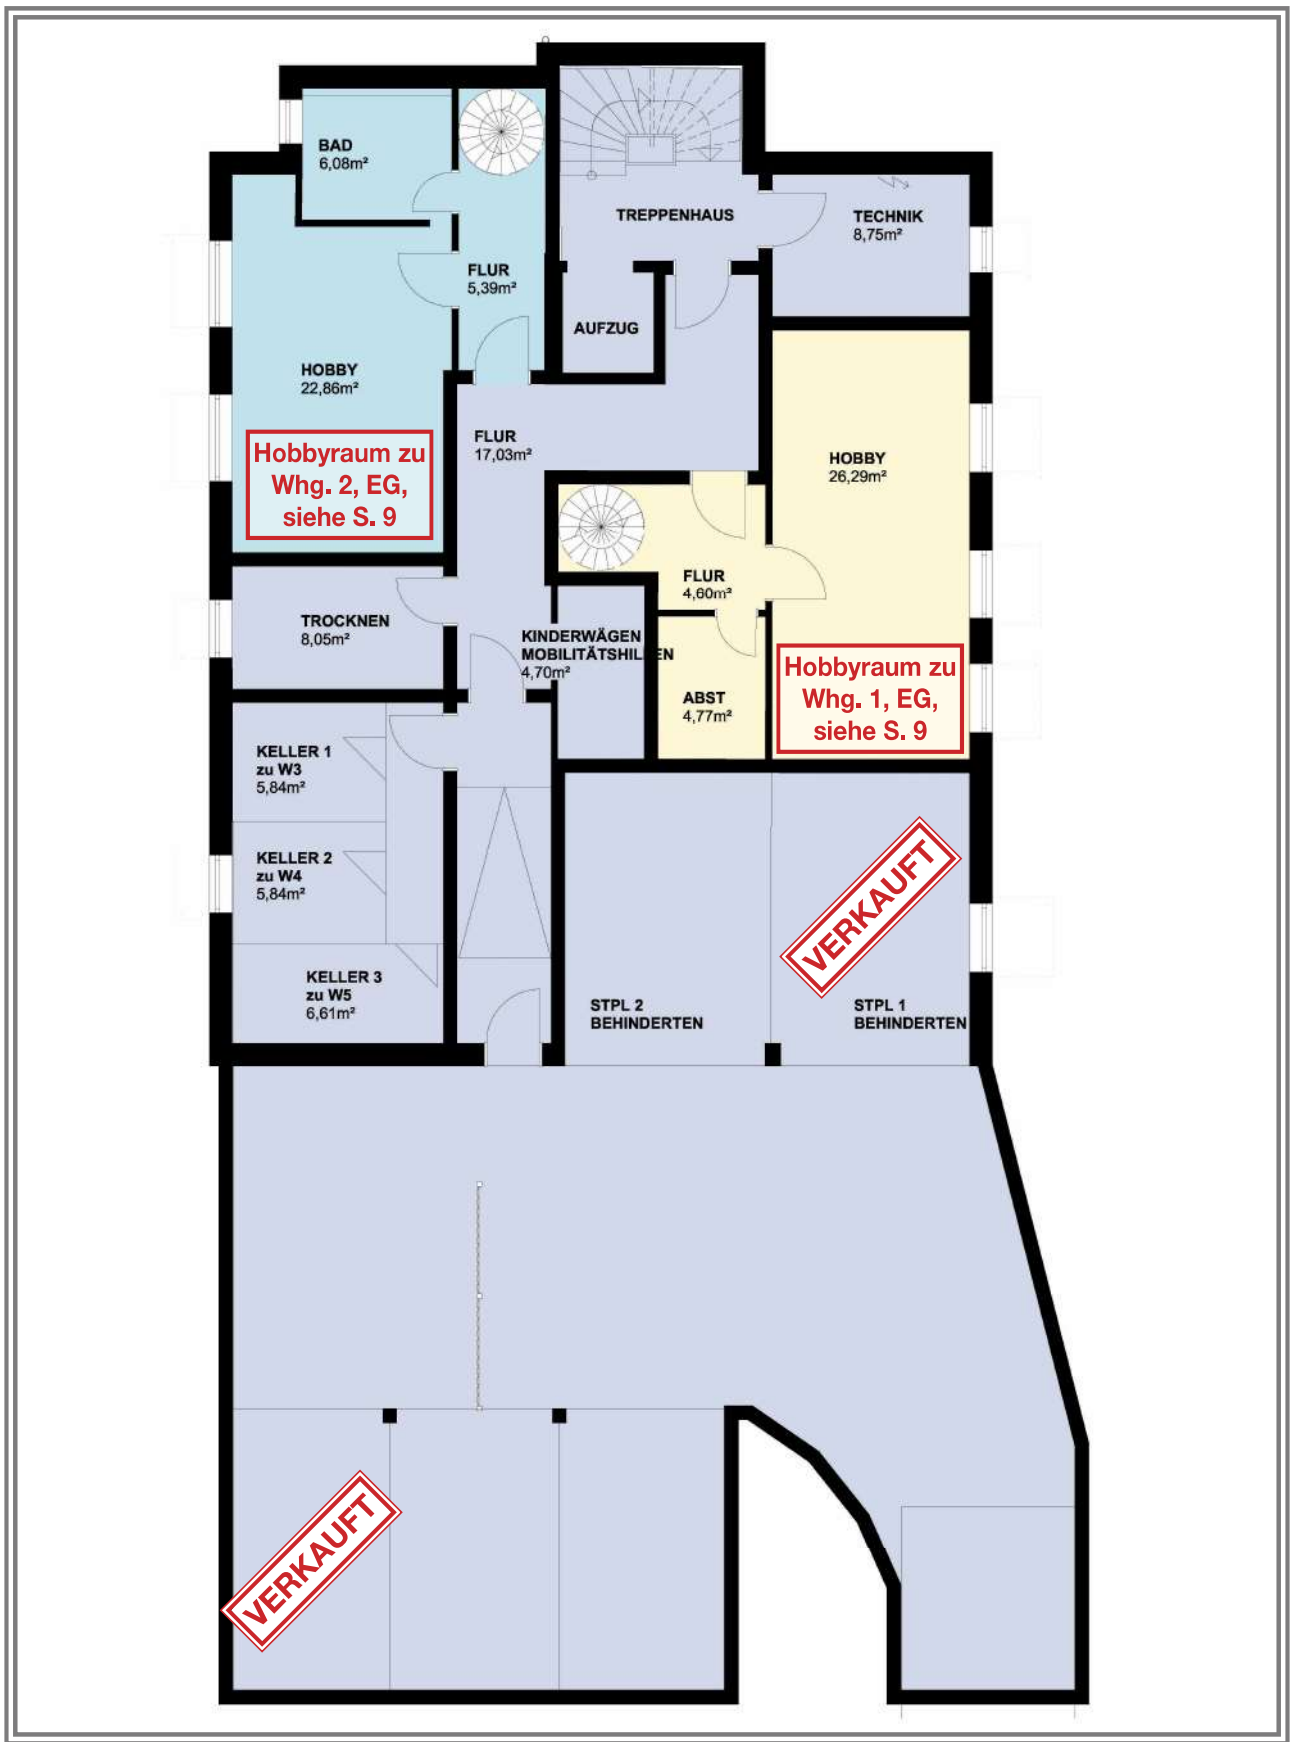 BAD
6,08m²
TREPPENHAUS
TECHNIK
8,75m²
FLUR
5,39m²
AUFZUG
HOBBY
22,86m²
Hobbyraum zu
Whg. 2, EG,
siehe S. 9
FLUR
17,03m²
HOBBY
26,29m²
FLUR
4,60m²
TROCKNEN
8,05m²
KINDERWÄGEN
MOBILITÄTSHILFEN
4,70m²
ABST
4,77m²
Hobbyraum zu
Whg. 1, EG,
siehe S. 9
KELLER 1
zu W3
5,84m²
KELLER 2
zu W4
5,84m²
KELLER 3
zu W5
6,61m²
VERKAUFT
STPL 2
BEHINDERTEN
STPL 1
BEHINDERTEN
VERKAUFT